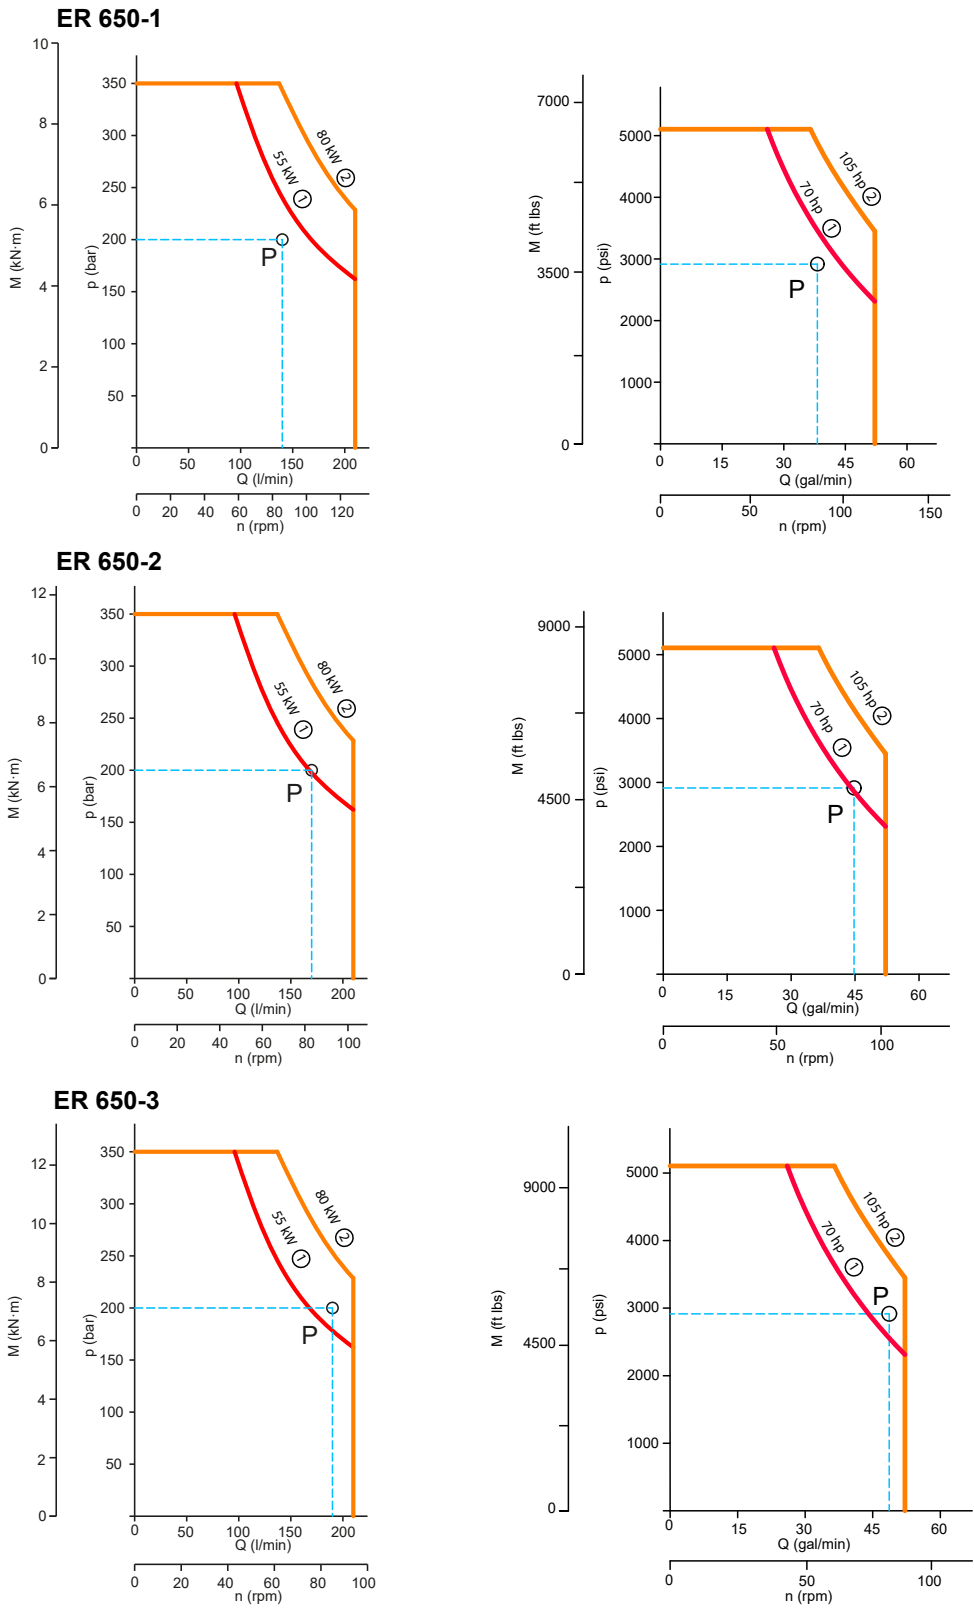 ER 650-1
10
8
6
4
2
0
M (kN·m)
350
300
250
200
150
100
50
p (bar)
55 kW 1
80 kW 2
P
0 50 100 150 200
Q (l/min)
0 20 40 60 80 100 120
n (rpm)
7000
3500
0
M (ft lbs)
5000
4000
3000
2000
1000
p (psi)
70 hp 1
105 hp 2
P
0 15 30 45 60
Q (gal/min)
0 50 100 150
n (rpm)
ER 650-2
12
10
8
6
4
2
0
M (kN·m)
350
300
250
200
150
100
50
p (bar)
55 kW 1
80 kW 2
P
0 50 100 150 200
Q (l/min)
0 20 40 60 80 100
n (rpm)
9000
4500
0
M (ft lbs)
5000
4000
3000
2000
1000
p (psi)
70 hp 1
105 hp 2
P
0 15 30 45 60
Q (gal/min)
0 50 100
n (rpm)
ER 650-3
12
10
8
6
4
2
0
M (kN·m)
350
300
250
200
150
100
50
p (bar)
55 kW 1
80 kW 2
P
0 50 100 150 200
Q (l/min)
0 20 40 60 80 100
n (rpm)
9000
4500
0
M (ft lbs)
5000
4000
3000
2000
1000
p (psi)
70 hp 1
105 hp 2
P
0 15 30 45 60
Q (gal/min)
0 50 100
n (rpm)